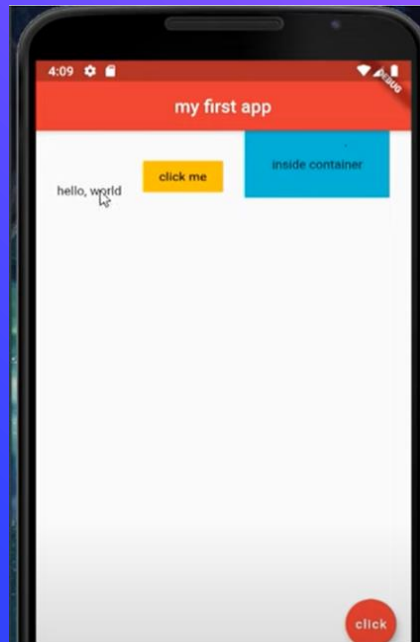 4:09
DEBUG
my first app
inside container
click me
hello, world
click